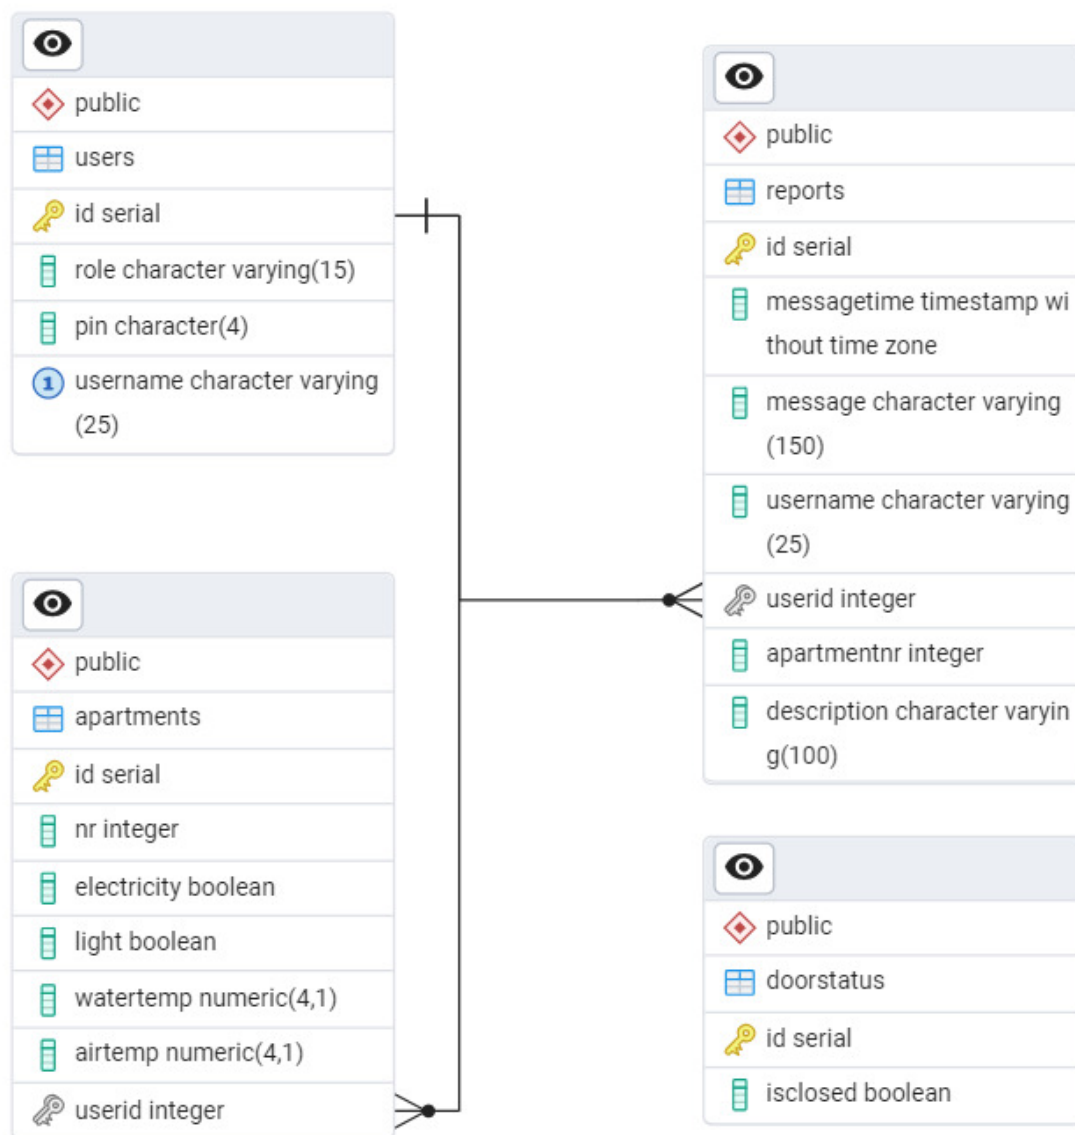 public
users
id serial
role character varying(15)
pin character(4)
1 username character varying
(25)
public
apartments
id serial
nr integer
electricity boolean
light boolean
watertemp numeric(4,1)
airtemp numeric(4,1)
userid integer
public
reports
id serial
messagetime timestamp wi
thout time zone
message character varying
(150)
username character varying
(25)
userid integer
apartmentnr integer
description character varyin
g(100)
public
doorstatus
id serial
isclosed boolean